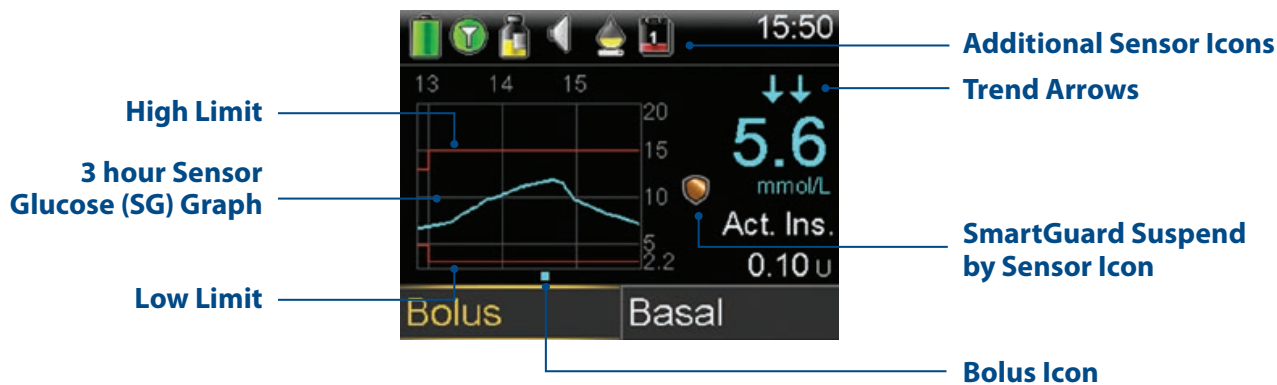 1
15:50
Additional Sensor Icons
Trend Arrows
13 14 15
High Limit
20
15
5.6
mmol/L
3 hour Sensor
Glucose (SG) Graph
10
Act. Ins.
SmartGuard Suspend
by Sensor Icon
5
2.2
0.10 U
Low Limit
Bolus Basal
Bolus Icon